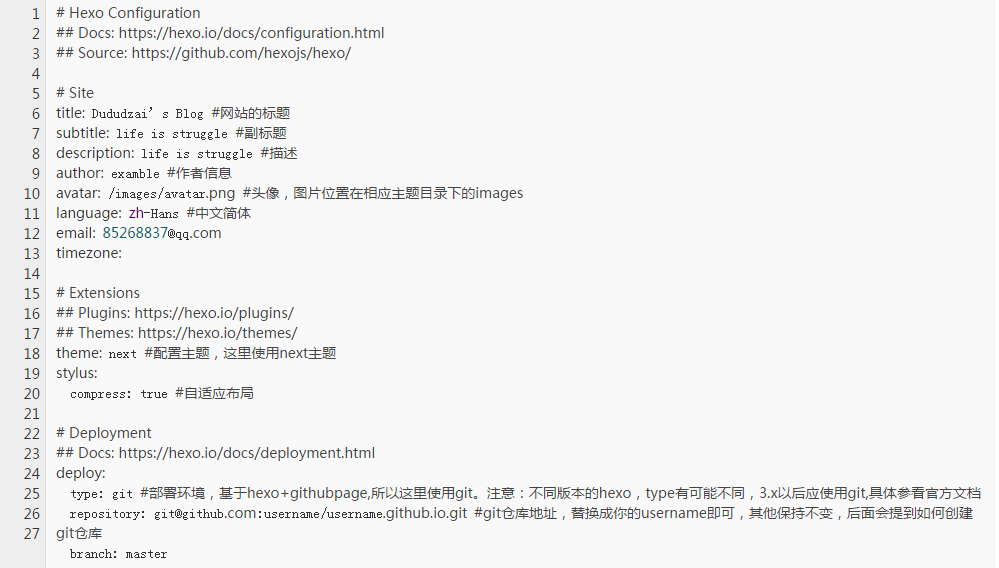 1 # Hexo Configuration
2 ## Docs: https://hexo.io/docs/configuration.html
3 ## Source: https://github.com/hexojs/hexo/
4
5 # Site
6 title: Dududzai’s Blog #网站的标题
7 subtitle: life is struggle #副标题
8 description: life is struggle #描述
9 author: examble #作者信息
10 avatar: /images/avatar.png #头像，图片位置在相应主题目录下的images
11 language: zh-Hans #中文简体
12 email: 85268837@qq.com
13 timezone:
14
15 # Extensions
16 ## Plugins: https://hexo.io/plugins/
17 ## Themes: https://hexo.io/themes/
18 theme: next #配置主题，这里使用next主题
19 stylus:
20 compress: true #自适应布局
21
22 # Deployment
23 ## Docs: https://hexo.io/docs/deployment.html
24 deploy:
25 type: git #部署环境，基于hexo+githubpage,所以这里使用git。注意：不同版本的hexo，type有可能不同，3.x以后应使用git,具体参看官方文档
26 repository: git@github.com:username/username.github.io.git #git仓库地址，替换成你的username即可，其他保持不变，后面会提到如何创建
27 git仓库
branch: master